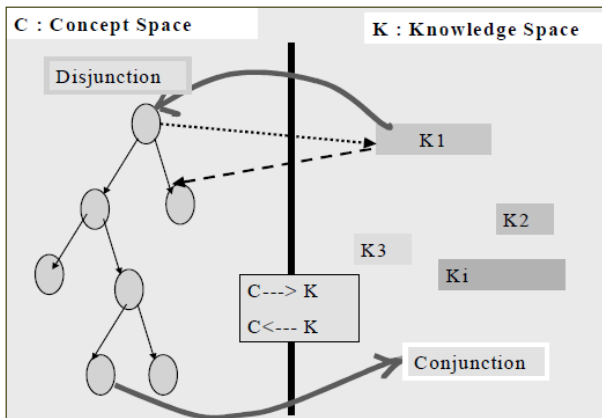 C : Concept Space
K : Knowledge Space
Disjunction
K1
K2
K3
Ki
C---> K
C<--- K
Conjunction